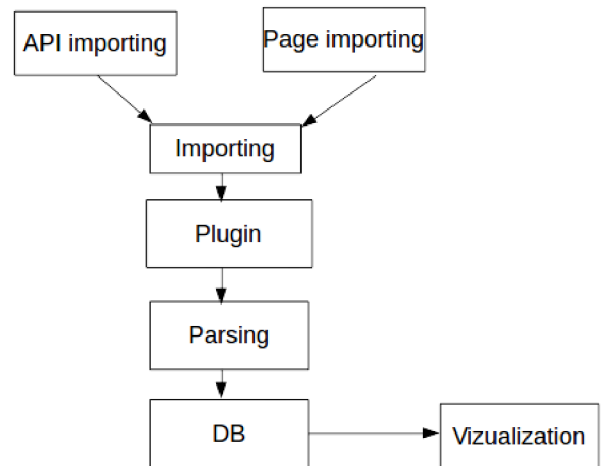 API importing
Page importing
Importing
Plugin
Parsing
DB
Vizualization